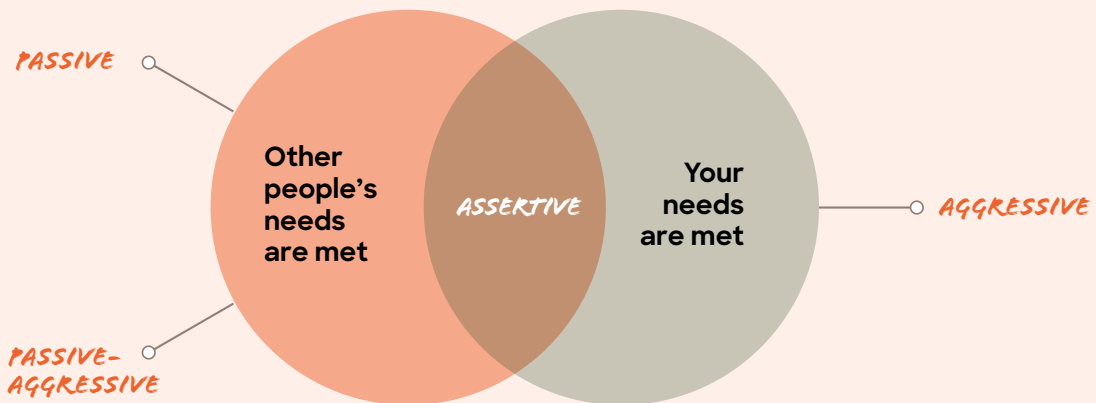 PASSIVE
Other
people’s
needs
are met
ASSERTIVE
Your
needs
are met
AGGRESSIVE
PASSIVE-
AGGRESSIVE